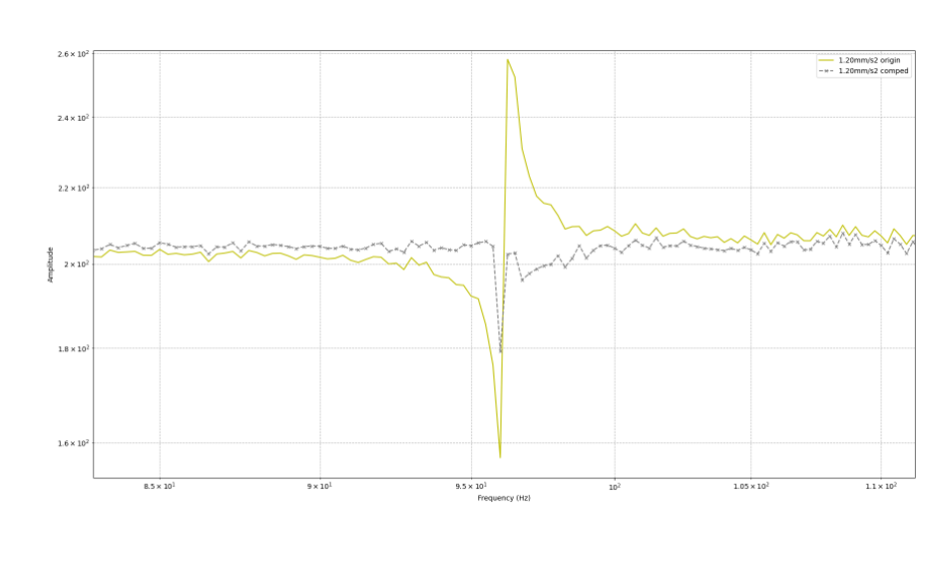 2.6 × 10²
2.4 × 10²
2.2 × 10²
2 × 10²
1.8 × 10²
1.6 × 10²
Amplitude
1.20mm/s2 origin
1.20mm/s2 comped
8.5 × 10¹
9 × 10¹
9.5 × 10¹
10²
1.05 × 10²
1.1 × 10²
Frequency (Hz)